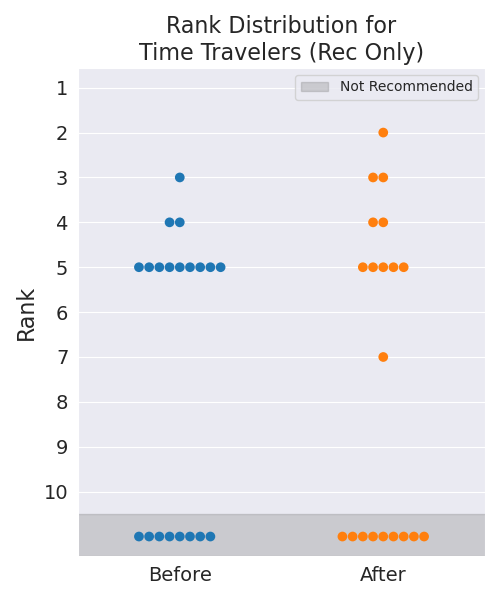 Rank Distribution for
Time Travelers (Rec Only)
Not Recommended
Rank
1
2
3
4
5
6
7
8
9
10
Before
After